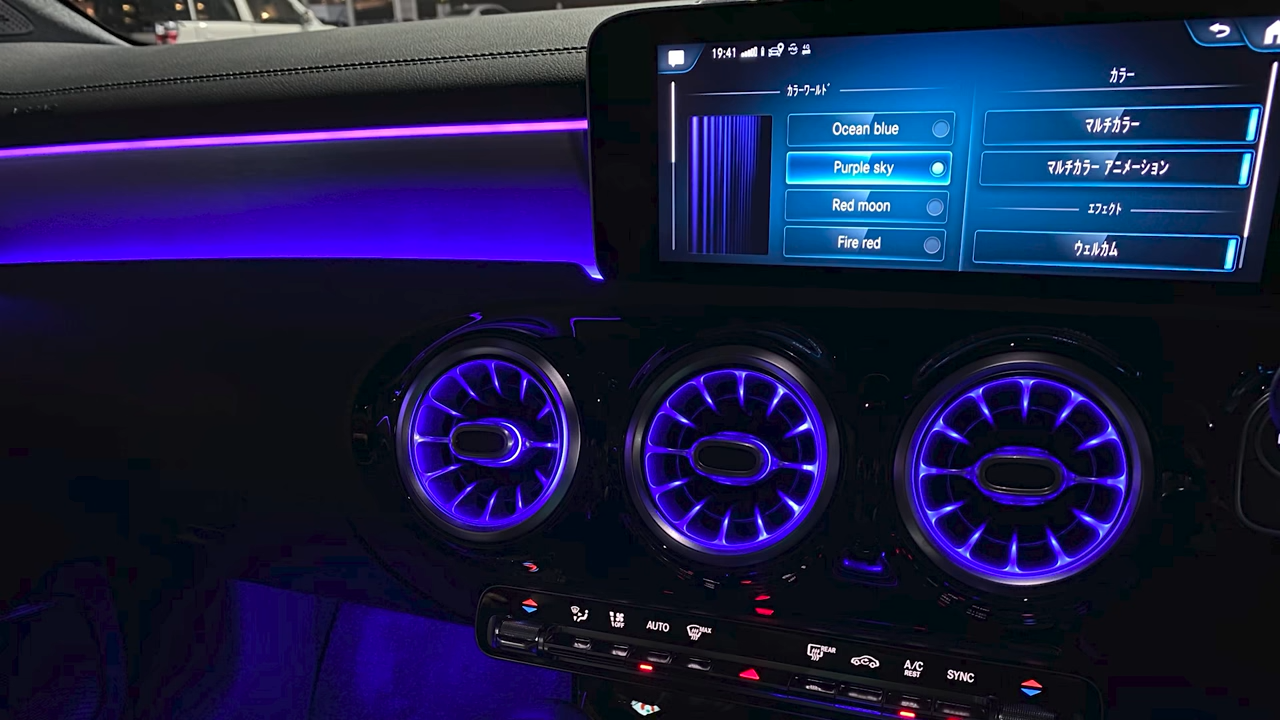 19:41
4G
カラーワールド
Ocean blue
Purple sky
Red moon
Fire red
カラー
マルチカラー
マルチカラー アニメーション
エフェクト
ウェルカム
OFF
AUTO
MAX
REAR
A/C
REST
SYNC